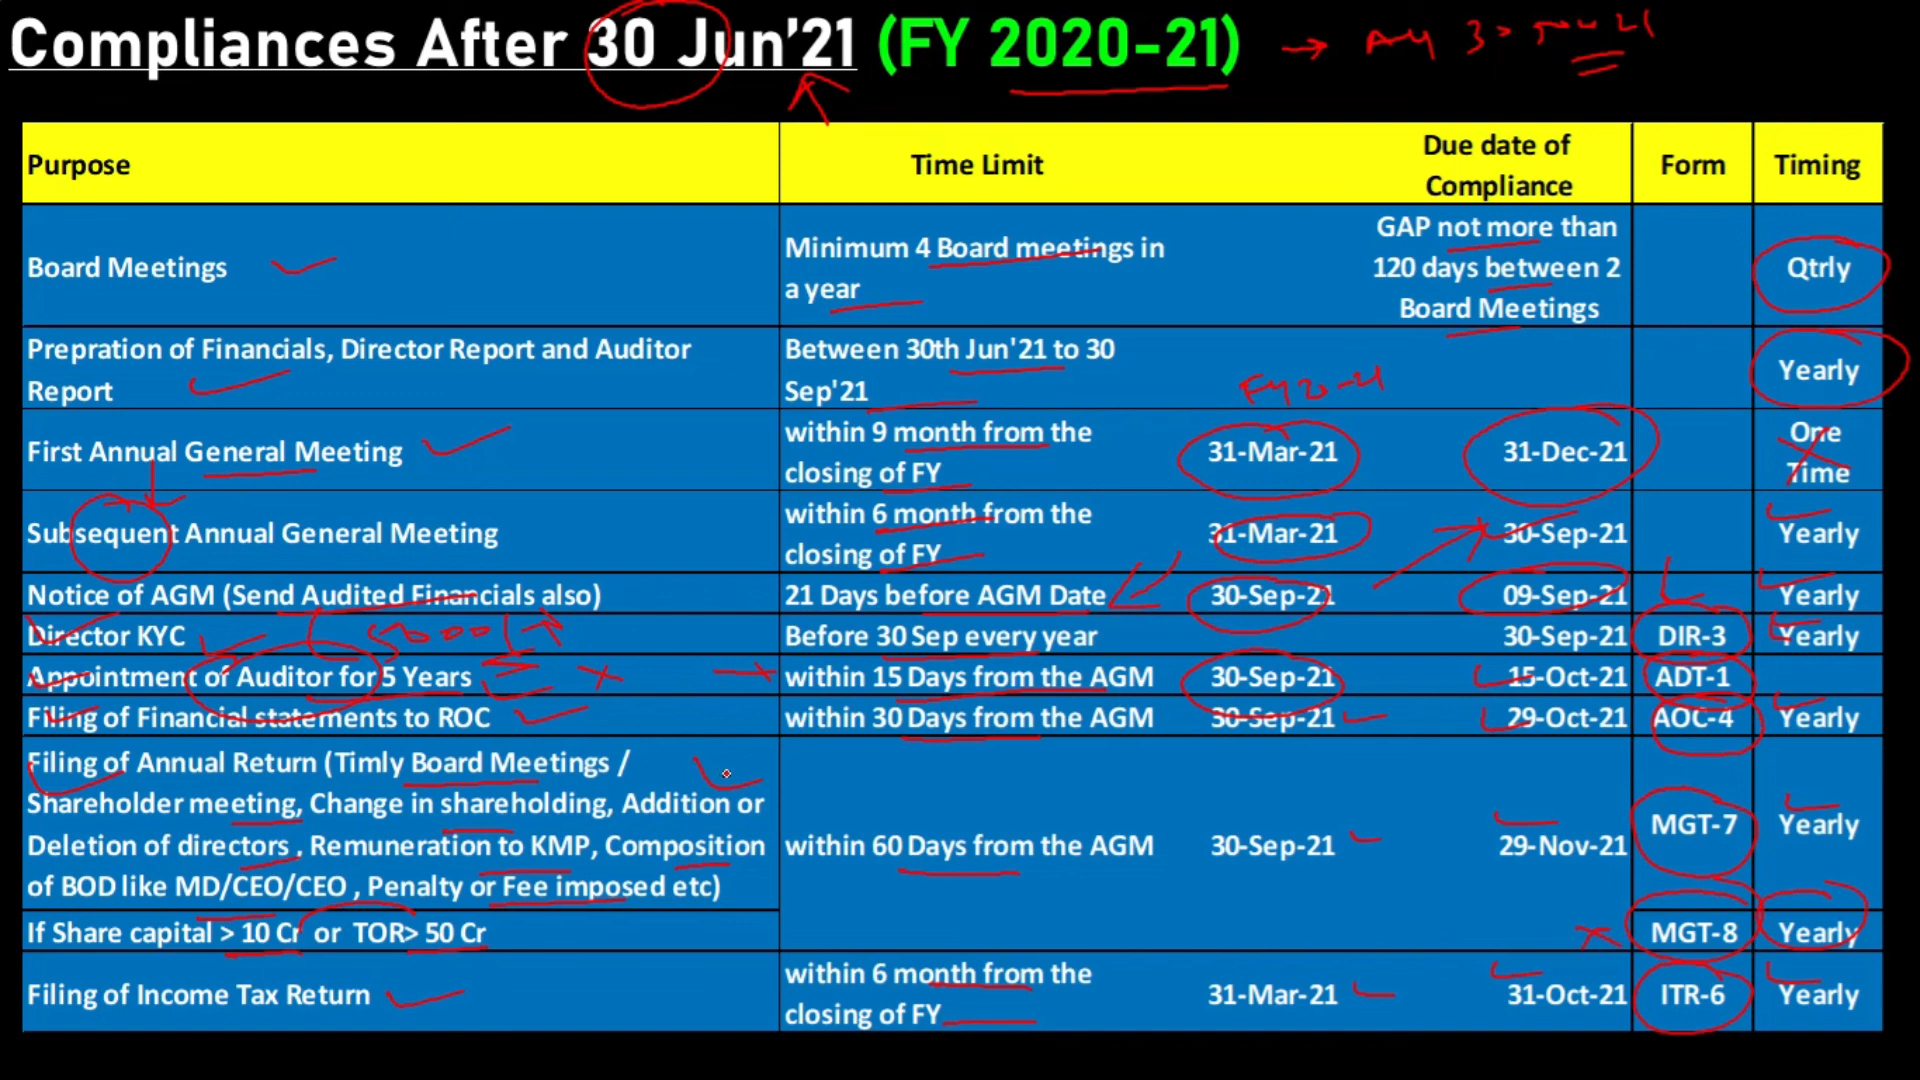 Compliances After 30 Jun'21 (FY 2020-21) → 30 Jun 21
Purpose Time Limit Due date of Compliance Form Timing
Board Meetings
Minimum 4 Board meetings in
a year
GAP not more than
120 days between 2
Board Meetings
Qtrly
Prepration of Financials, Director Report and Auditor
Report
Between 30th Jun'21 to 30
Sep'21
Yearly
FY 20-21
First Annual General Meeting
within 9 month from the
closing of FY
31-Mar-21
31-Dec-21
One
Time
Subsequent Annual General Meeting
within 6 month from the
closing of FY
31-Mar-21
30-Sep-21
Yearly
Notice of AGM (Send Audited Financials also) 21 Days before AGM Date 30-Sep-21 09-Sep-21 Yearly
Director KYC Before 30 Sep every year 30-Sep-21 DIR-3 Yearly
5000
Appointment of Auditor for 5 Years within 15 Days from the AGM 30-Sep-21 15-Oct-21 ADT-1
Filing of Financial statements to ROC within 30 Days from the AGM 30-Sep-21 29-Oct-21 AOC-4 Yearly
Filing of Annual Return (Timly Board Meetings /
Shareholder meeting, Change in shareholding, Addition or
Deletion of directors , Remuneration to KMP, Composition
of BOD like MD/CEO/CEO , Penalty or Fee imposed etc)
within 60 Days from the AGM 30-Sep-21 29-Nov-21
MGT-7 Yearly
If Share capital > 10 Cr or TOR> 50 Cr MGT-8 Yearly
Filing of Income Tax Return
within 6 month from the
closing of FY
31-Mar-21 31-Oct-21 ITR-6 Yearly